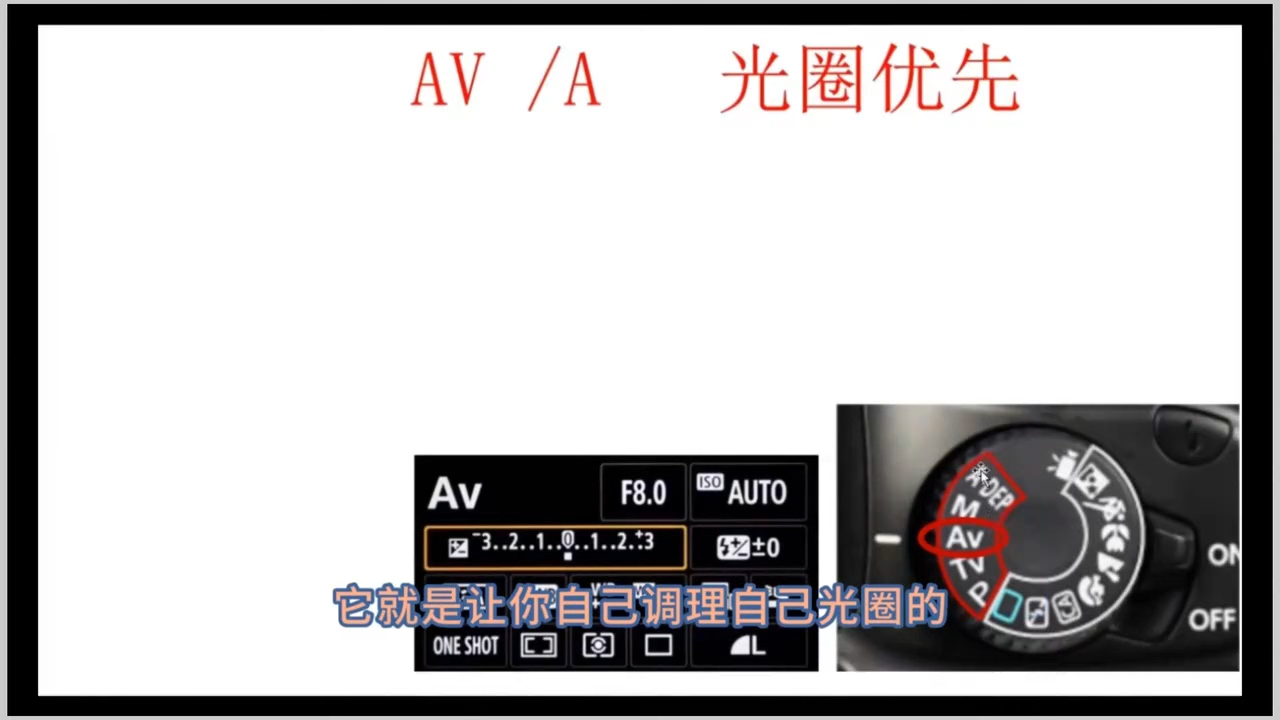 AV /A 光圈优先
Av F8.0 ISO AUTO
-3..2..1..0..1..2.:+3
±0
它就是让你自己调理自己光圈的
ONE SHOT L
A-DEP
M
Av
Tv
P
ON
OFF